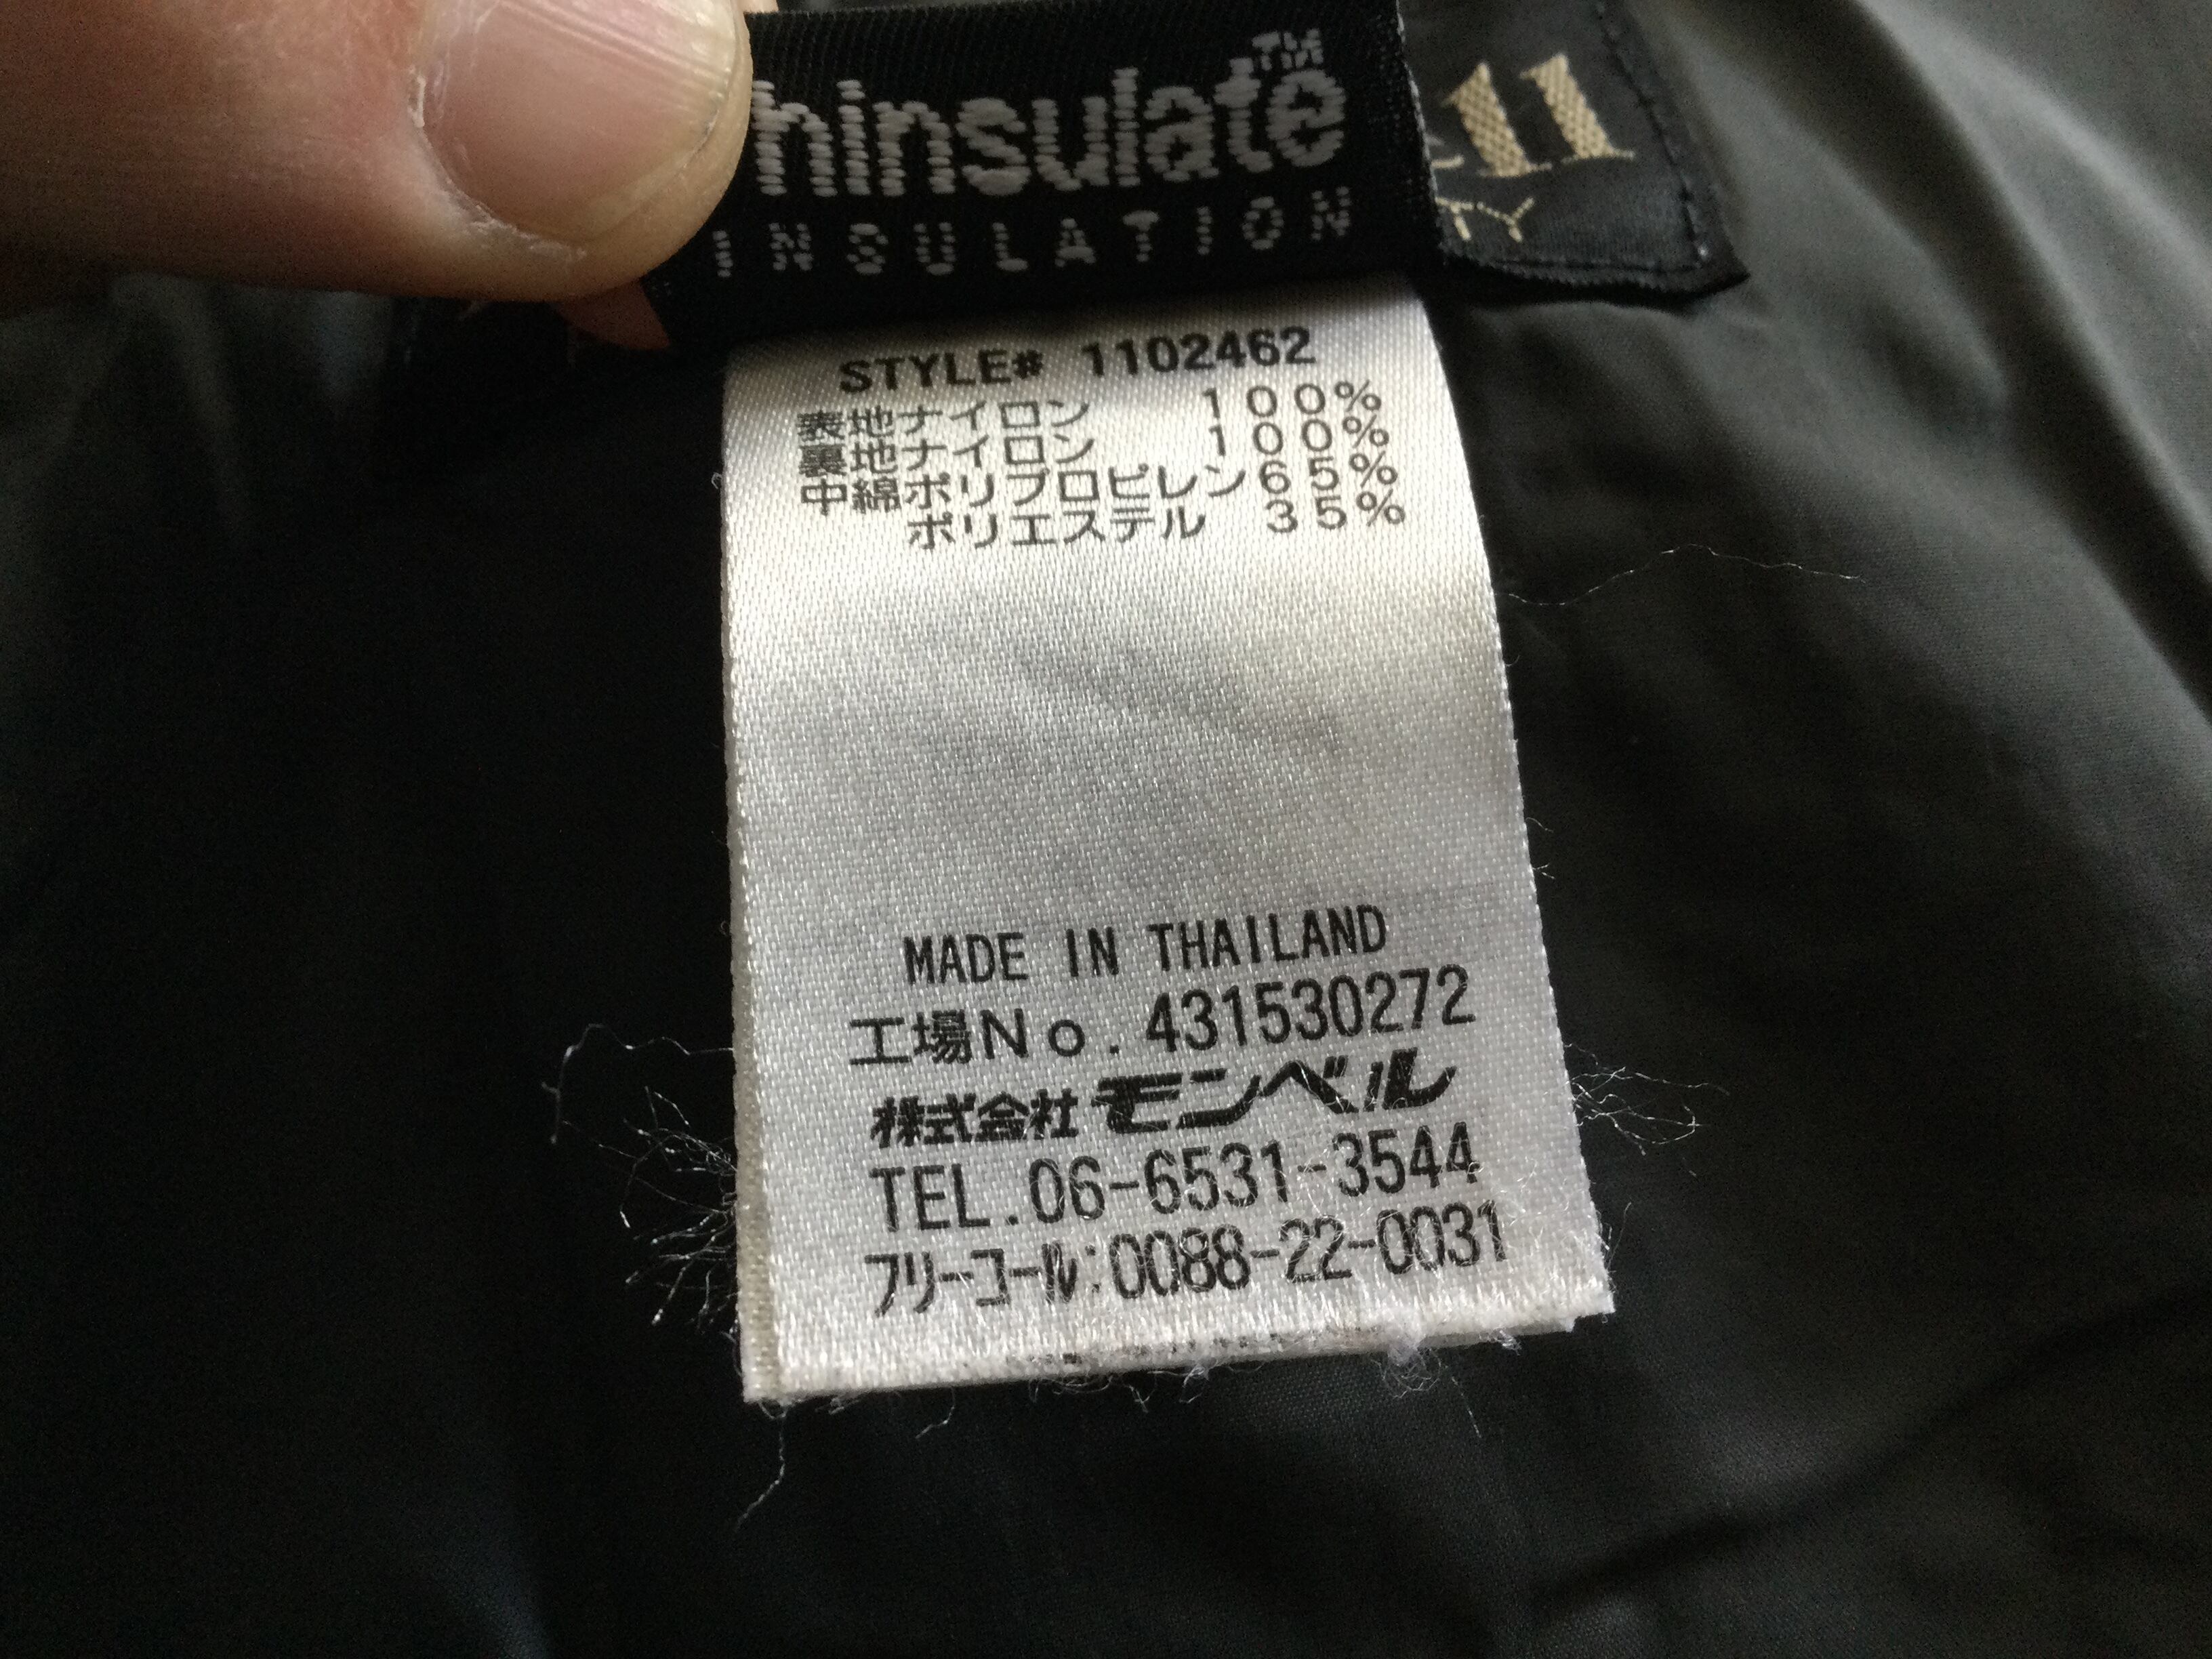 hinsulate™
INSULATION
ell
TY
STYLE# 1102462
表地ナイロン 100%
裏地ナイロン 100%
中綿ポリプロピレン65%
ポリエステル 35%
MADE IN THAILAND
工場No.431530272
株式会社モンベル
TEL.06-6531-3544
フリーコール:0088-22-0031